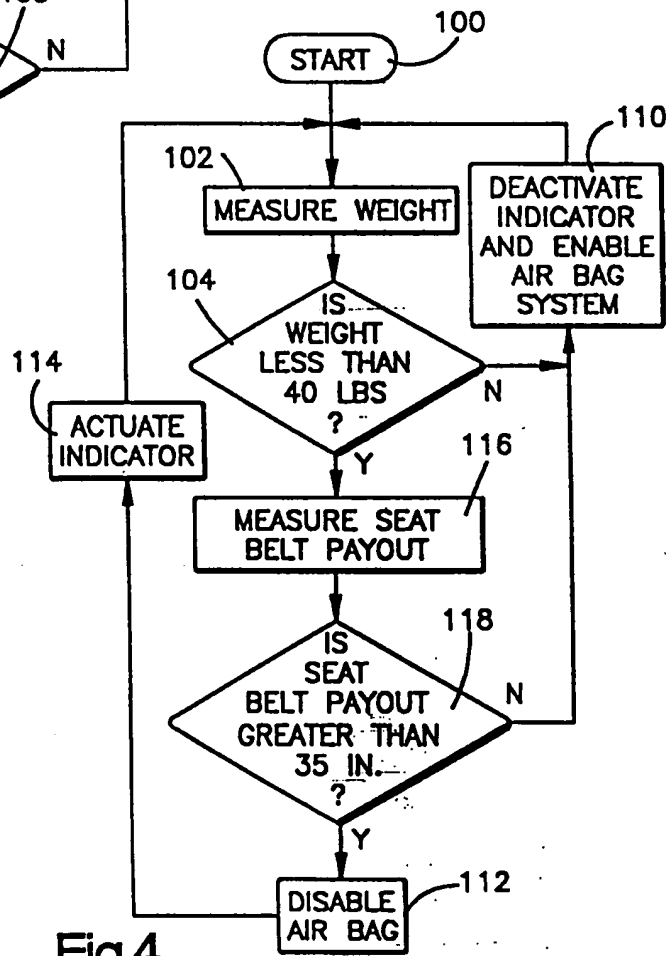 N
100
START
110
102
MEASURE WEIGHT
DEACTIVATE
INDICATOR
AND ENABLE
AIR BAG
SYSTEM
104
IS
WEIGHT
LESS THAN
40 LBS
?
N
Y
114
ACTUATE
INDICATOR
116
MEASURE SEAT
BELT PAYOUT
118
IS
SEAT
BELT PAYOUT
GREATER THAN
35 IN.
?
N
Y
112
DISABLE
AIR BAG
Fig.4